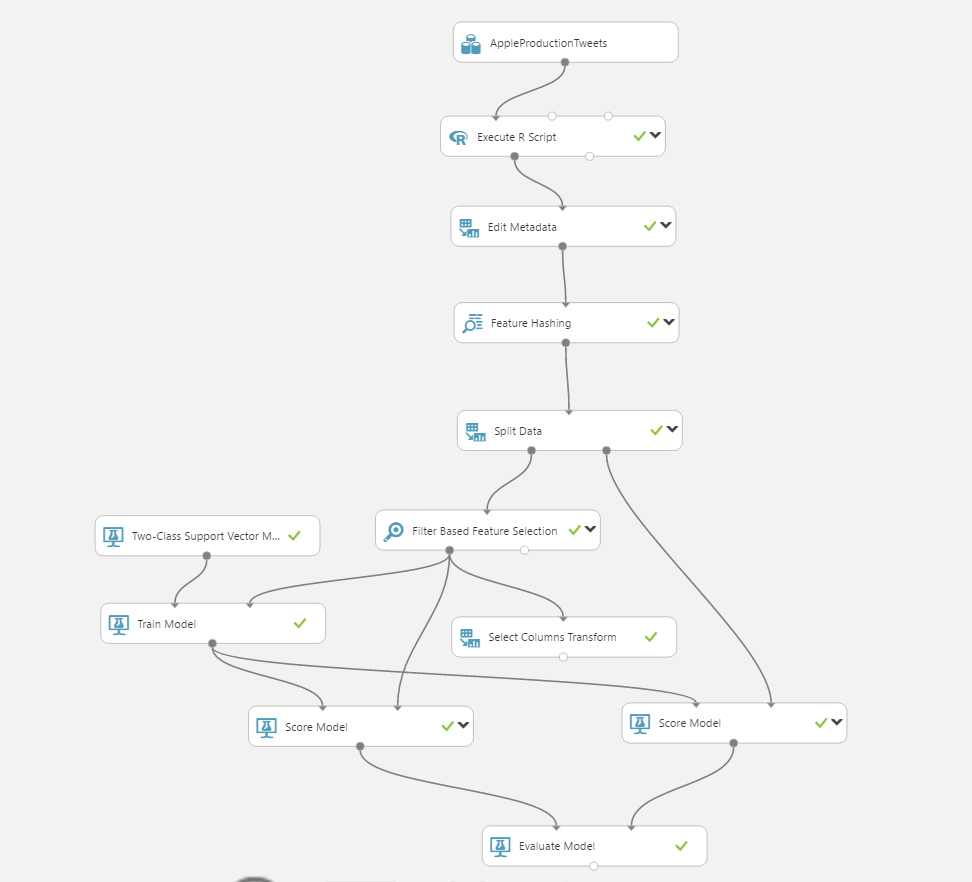 AppleProductionTweets
Execute R Script
Edit Metadata
Feature Hashing
Split Data
Filter Based Feature Selection
Two-Class Support Vector M...
Train Model
Select Columns Transform
Score Model
Score Model
Evaluate Model